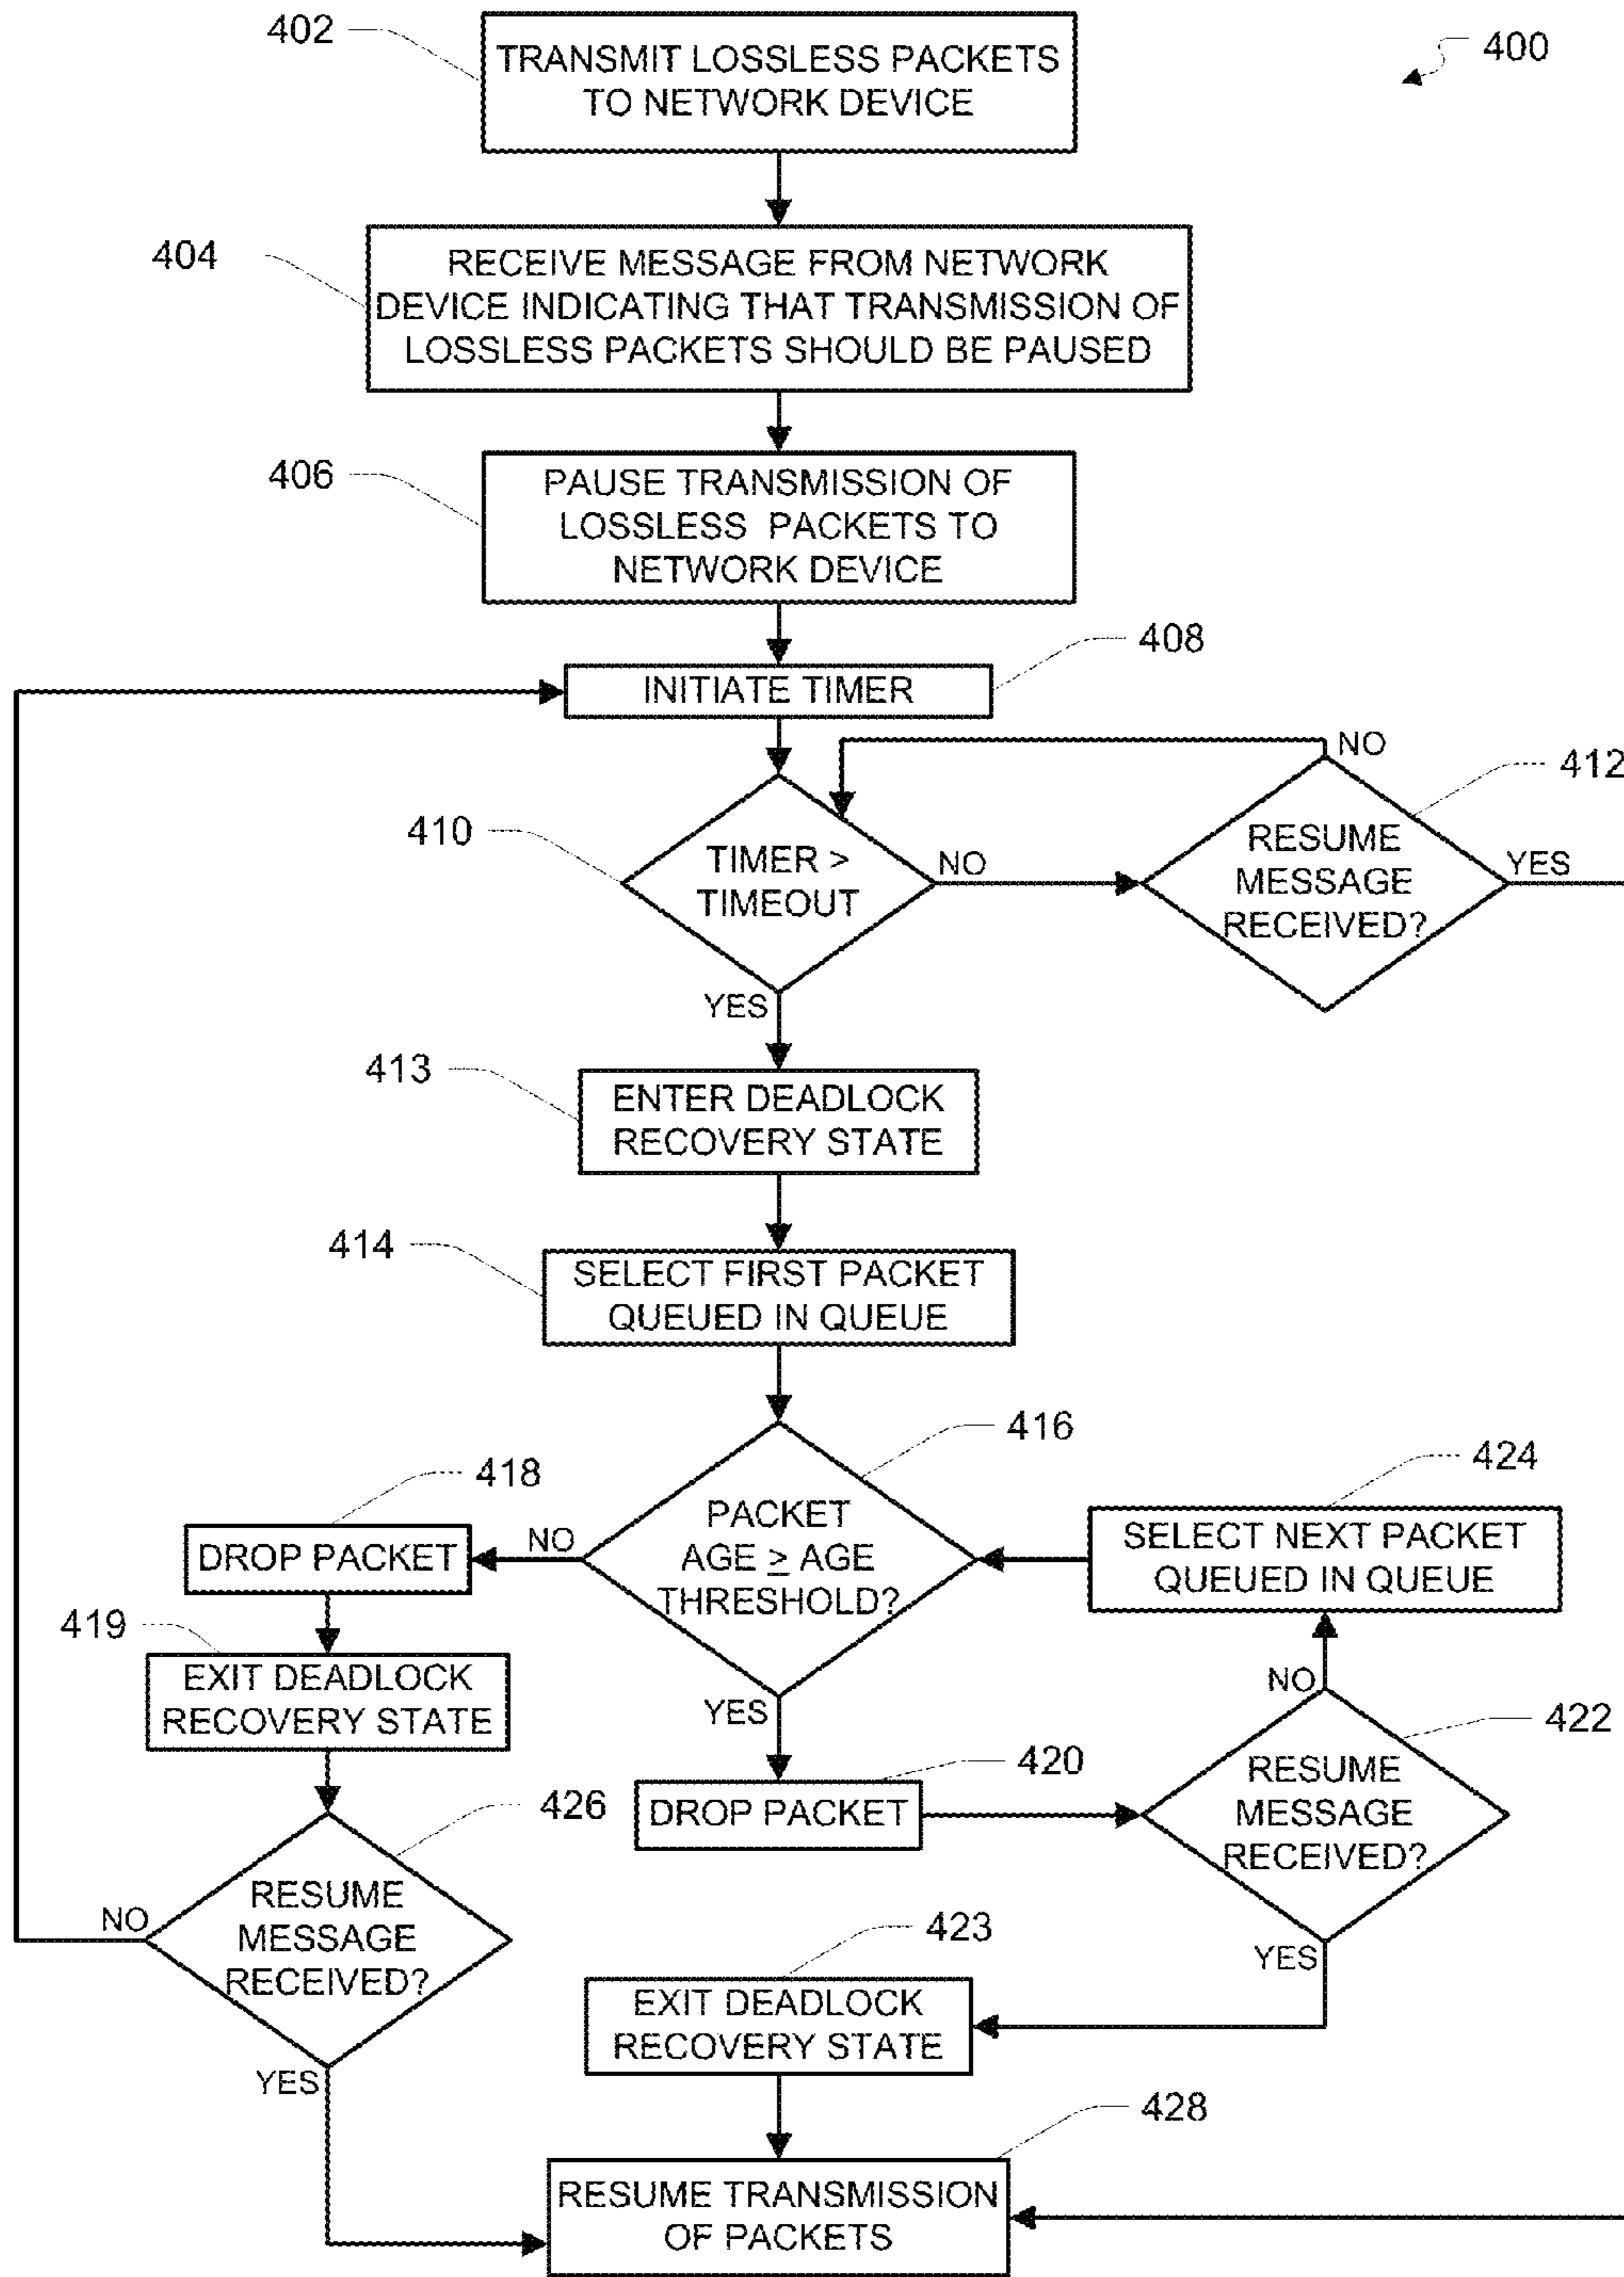 402
TRANSMIT LOSSLESS PACKETS
TO NETWORK DEVICE
400
404
RECEIVE MESSAGE FROM NETWORK
DEVICE INDICATING THAT TRANSMISSION OF
LOSSLESS PACKETS SHOULD BE PAUSED
406
PAUSE TRANSMISSION OF
LOSSLESS PACKETS TO
NETWORK DEVICE
408
INITIATE TIMER
NO
412
410
TIMER >
TIMEOUT
NO
RESUME
MESSAGE
RECEIVED?
YES
YES
413
ENTER DEADLOCK
RECOVERY STATE
414
SELECT FIRST PACKET
QUEUED IN QUEUE
416
418
424
PACKET
AGE ≥ AGE
THRESHOLD?
NO
DROP PACKET
SELECT NEXT PACKET
QUEUED IN QUEUE
419
EXIT DEADLOCK
RECOVERY STATE
YES
NO
422
420
DROP PACKET
RESUME
MESSAGE
RECEIVED?
426
RESUME
MESSAGE
RECEIVED?
NO
YES
423
EXIT DEADLOCK
RECOVERY STATE
YES
428
RESUME TRANSMISSION
OF PACKETS